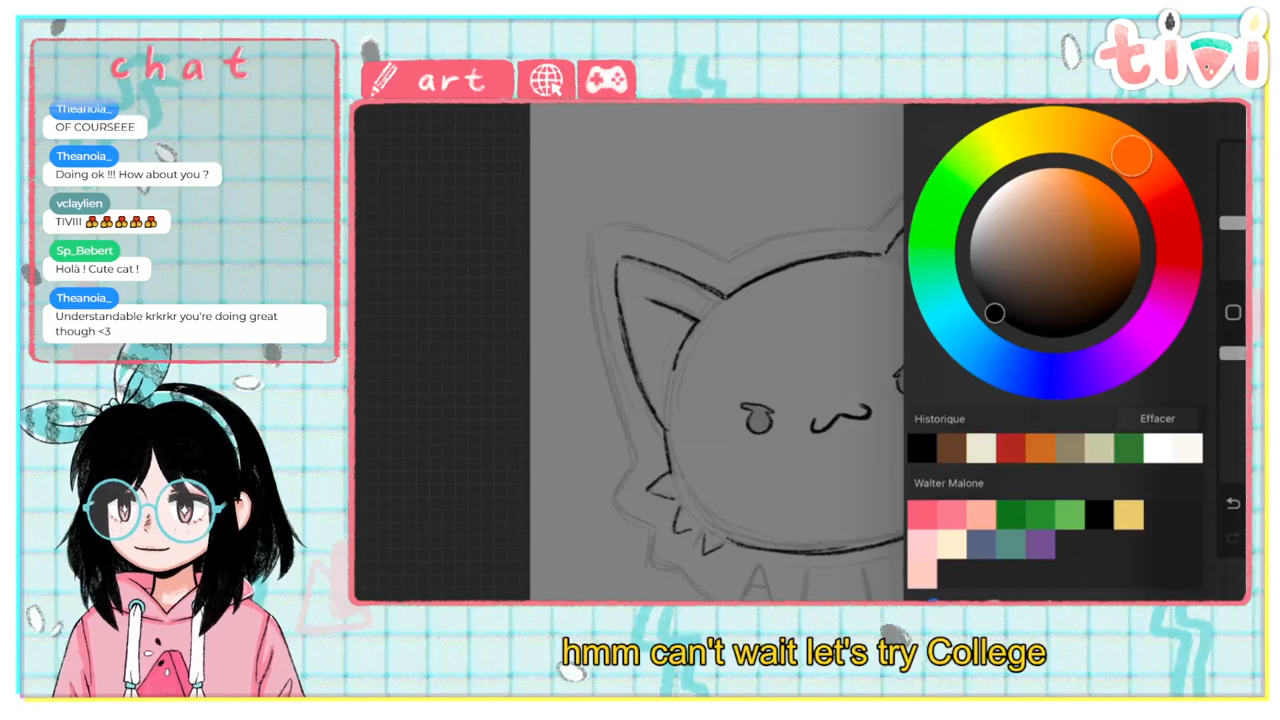 chat
Theanoia_
OF COURSEEE
Theanoia_
Doing ok !!! How about you ?
vclaylien
TIVIII
Sp_Bebert
Holà ! Cute cat !
Theanoia_
Understandable krkrkr you're doing great
though <3
art
tivi
Historique
Effacer
Walter Malone
hmm can't wait let's try College